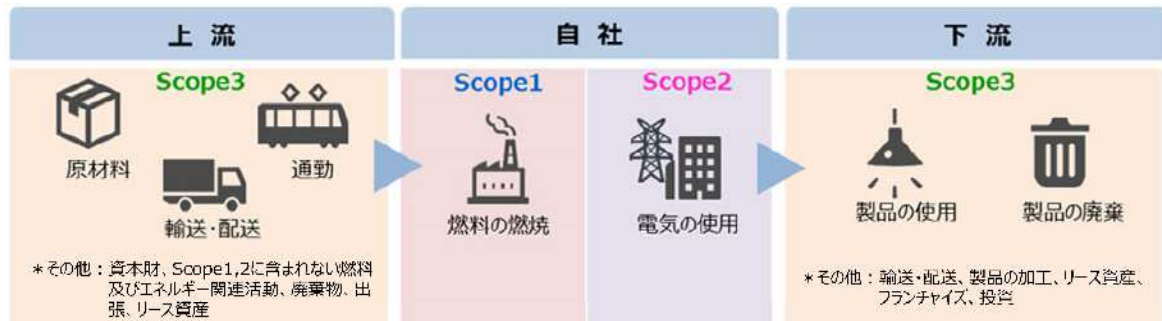 上流
自社
下流
Scope3
原材料
通勤
輸送・配送
*その他：資本財、Scope1,2に含まれない燃料
及びエネルギー関連活動、廃棄物、出
張、リース資産
Scope1
燃料の燃焼
Scope2
電気の使用
Scope3
製品の使用
製品の廃棄
*その他：輸送・配送、製品の加工、リース資産、
フランチャイズ、投資